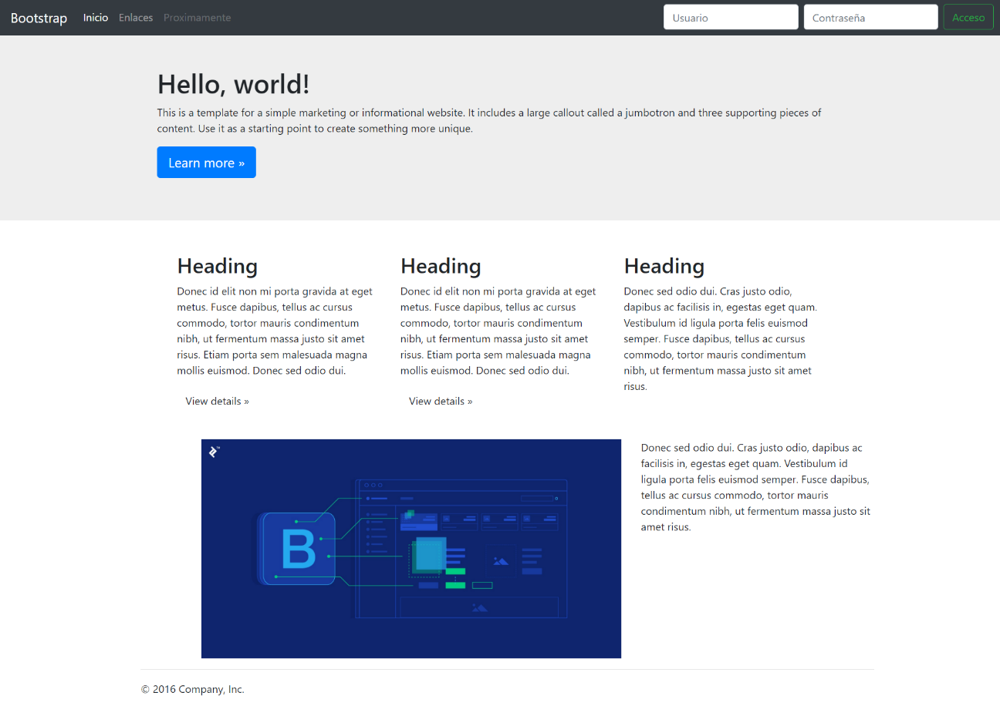 Bootstrap Inicio Enlaces Proximamente Usuario Contraseña Acceso
Hello, world!
This is a template for a simple marketing or informational website. It includes a large callout called a jumbotron and three supporting pieces of
content. Use it as a starting point to create something more unique.
Learn more »
Heading
Donec id elit non mi porta gravida at eget
metus. Fusce dapibus, tellus ac cursus
commodo, tortor mauris condimentum
nibh, ut fermentum massa justo sit amet
risus. Etiam porta sem malesuada magna
mollis euismod. Donec sed odio dui.
View details »
Heading
Donec id elit non mi porta gravida at eget
metus. Fusce dapibus, tellus ac cursus
commodo, tortor mauris condimentum
nibh, ut fermentum massa justo sit amet
risus. Etiam porta sem malesuada magna
mollis euismod. Donec sed odio dui.
View details »
Heading
Donec sed odio dui. Cras justo odio,
dapibus ac facilisis in, egestas eget quam.
Vestibulum id ligula porta felis euismod
semper. Fusce dapibus, tellus ac cursus
commodo, tortor mauris condimentum
nibh, ut fermentum massa justo sit amet
risus.
B
Donec sed odio dui. Cras justo odio, dapibus ac
facilisis in, egestas eget quam. Vestibulum id
ligula porta felis euismod semper. Fusce dapibus,
tellus ac cursus commodo, tortor mauris
condimentum nibh, ut fermentum massa justo sit
amet risus.
© 2016 Company, Inc.